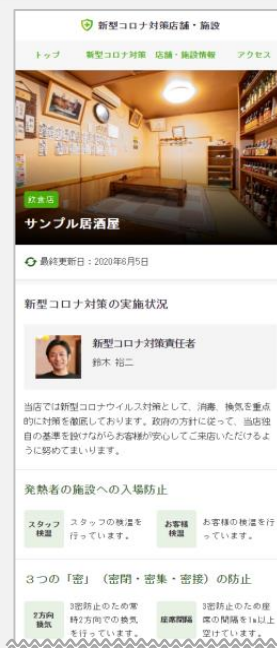 新型コロナ対策店舗・施設
トップ 新型コロナ対策 店舗・施設情報 アクセス
飲食店
サンプル居酒屋
最終更新日：2020年6月5日
新型コロナ対策の実施状況
新型コロナ対策責任者
鈴木 裕二
当店では新型コロナウイルス対策として、消毒、換気を重点
的に対策を徹底しております。政府の方針に従って、当店独
自の基準を設けながらお客様が安心してご来店いただけるよ
うに努めてまいります。
発熱者の施設への入場防止
スタッフ
検温
スタッフの検温を
行っています。
お客様
検温
お客様の検温を行
っています。
3つの「密」（密閉・密集・密接）の防止
2方向
換気
3密防止のため常
時2方向での換気
を行っています。
座席間隔
3密防止のため座
席の間隔を1m以上
空けています。